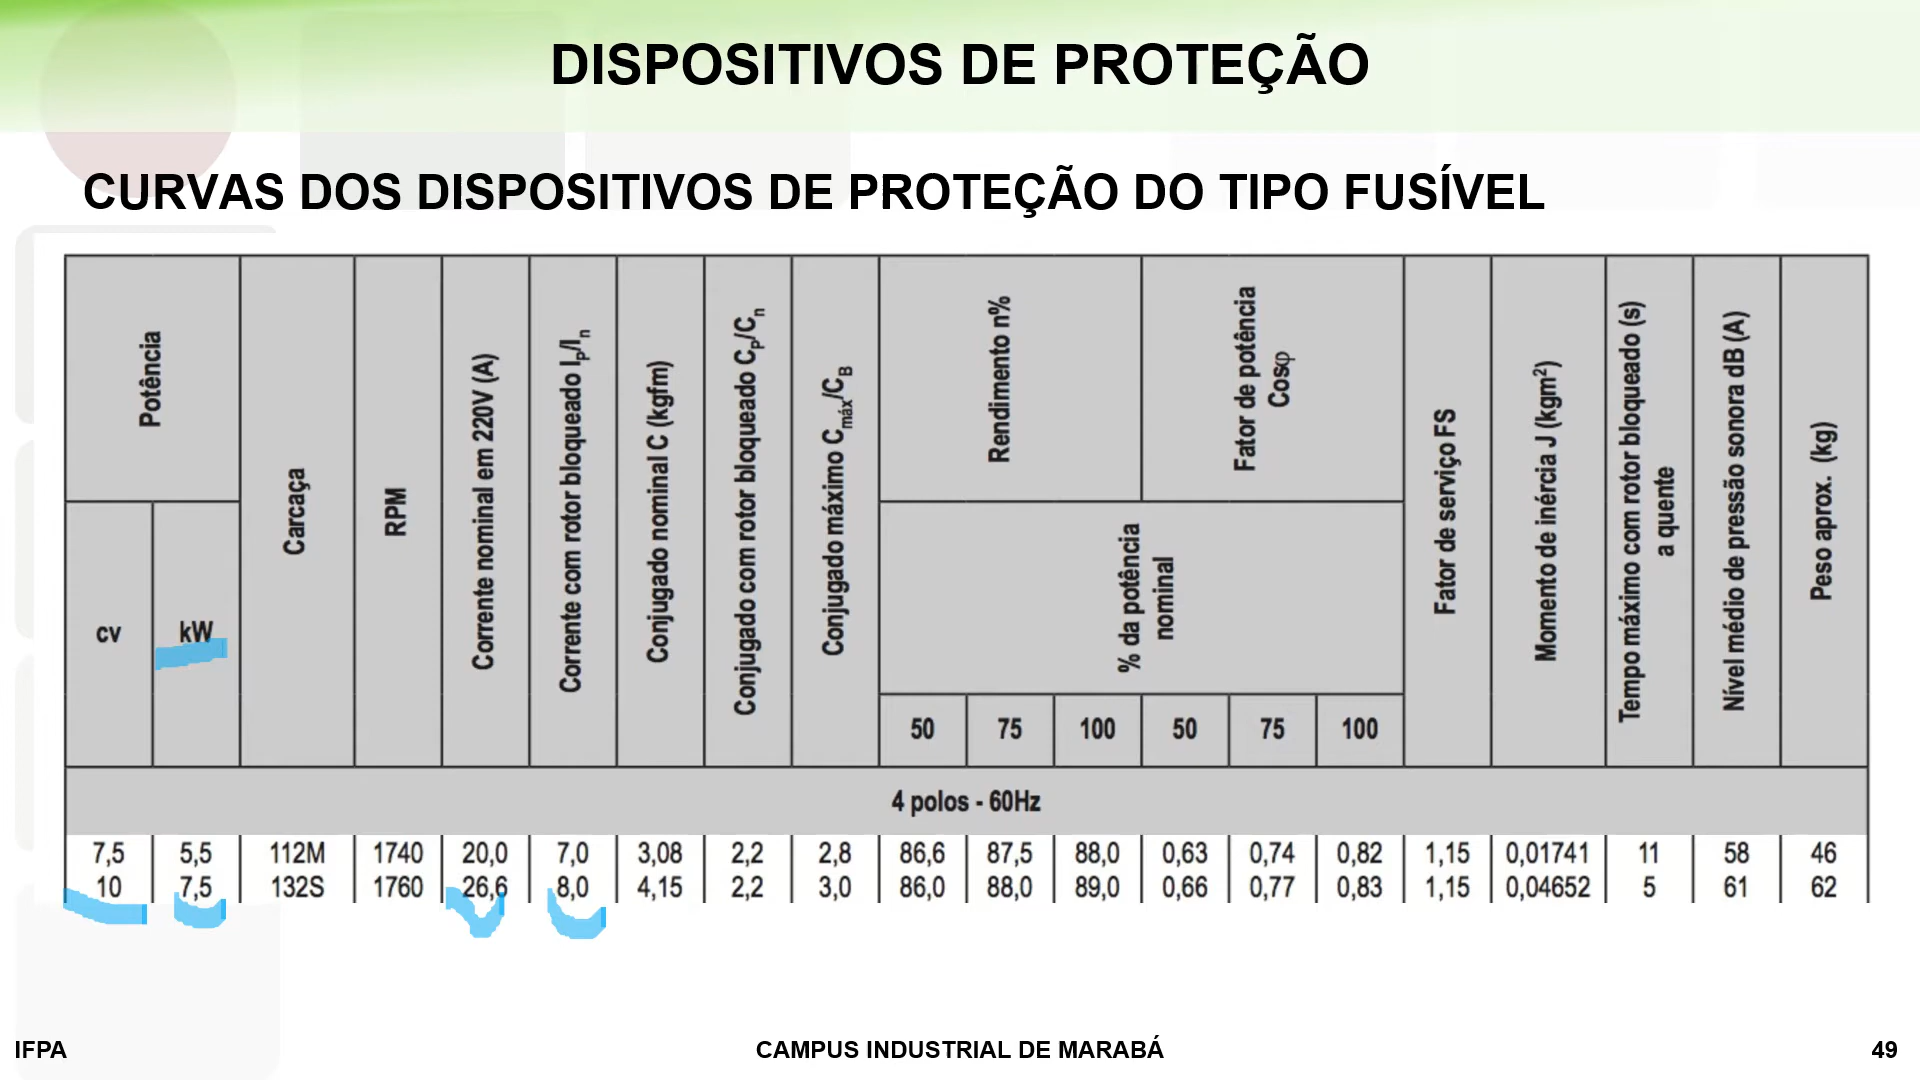 DISPOSITIVOS DE PROTEÇÃO
CURVAS DOS DISPOSITIVOS DE PROTEÇÃO DO TIPO FUSÍVEL
Potência
cv
kW
Carcaça
RPM
Corrente nominal em 220V (A)
Corrente com rotor bloqueado Ip/In
Conjugado nominal C (kgfm)
Conjugado com rotor bloqueado CP/Cn
Conjugado máximo Cmáx/CB
Rendimento n%
Fator de potência
Cosφ
% da potência
nominal
50 75 100 50 75 100
Fator de serviço FS
Momento de inércia J (kgm²)
Tempo máximo com rotor bloqueado (s)
a quente
Nível médio de pressão sonora dB (A)
Peso aprox. (kg)
4 polos - 60Hz
7,5 5,5 112M 1740 20,0 7,0 3,08 2,2 2,8 86,6 87,5 88,0 0,63 0,74 0,82 1,15 0,01741 11 58 46
10 7,5 132S 1760 26,6 8,0 4,15 2,2 3,0 86,0 88,0 89,0 0,66 0,77 0,83 1,15 0,04652 5 61 62
IFPA CAMPUS INDUSTRIAL DE MARABÁ 49